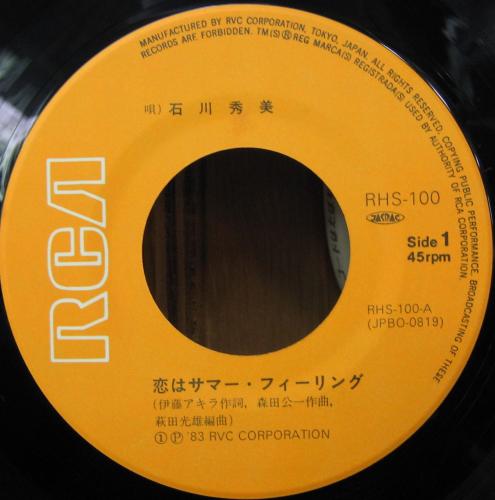 MANUFACTURED BY RVC CORPORATION, TOKYO, JAPAN. ALL RIGHTS RESERVED, COPYING PUBLIC PERFORMANCE, BROADCASTING OF THESE
RECORDS ARE FORBIDDEN. TM(S)®REG MARCA(S) REGISTRADA(S) USED BY AUTHORITY OF RCA CORPORATION.
唄) 石川秀美
RCA
RHS-100
JASRAC
Side 1
45rpm
RHS-100-A
(JPBO-0819)
恋はサマー・フィーリング
(伊藤アキラ作詞, 森田公一作曲,
萩田光雄編曲)
①Ⓟ '83 RVC CORPORATION